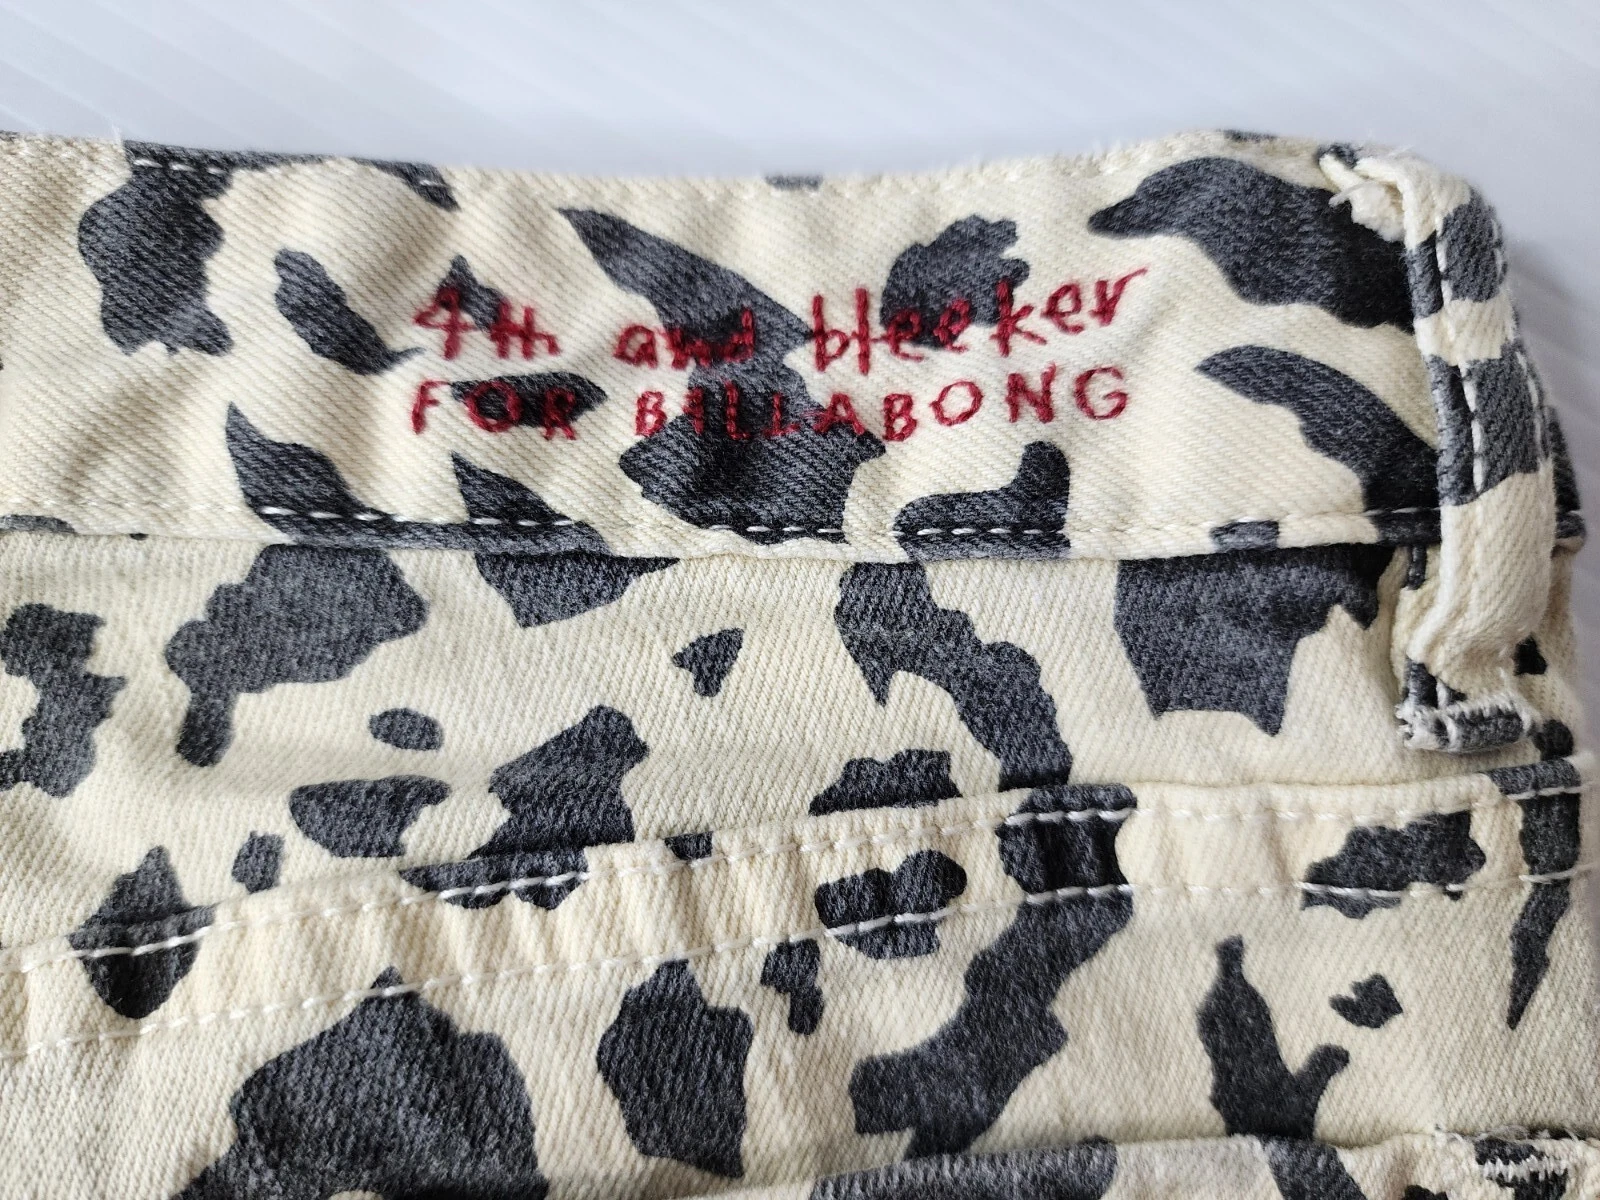 4th and bleeker
FOR BILLABONG